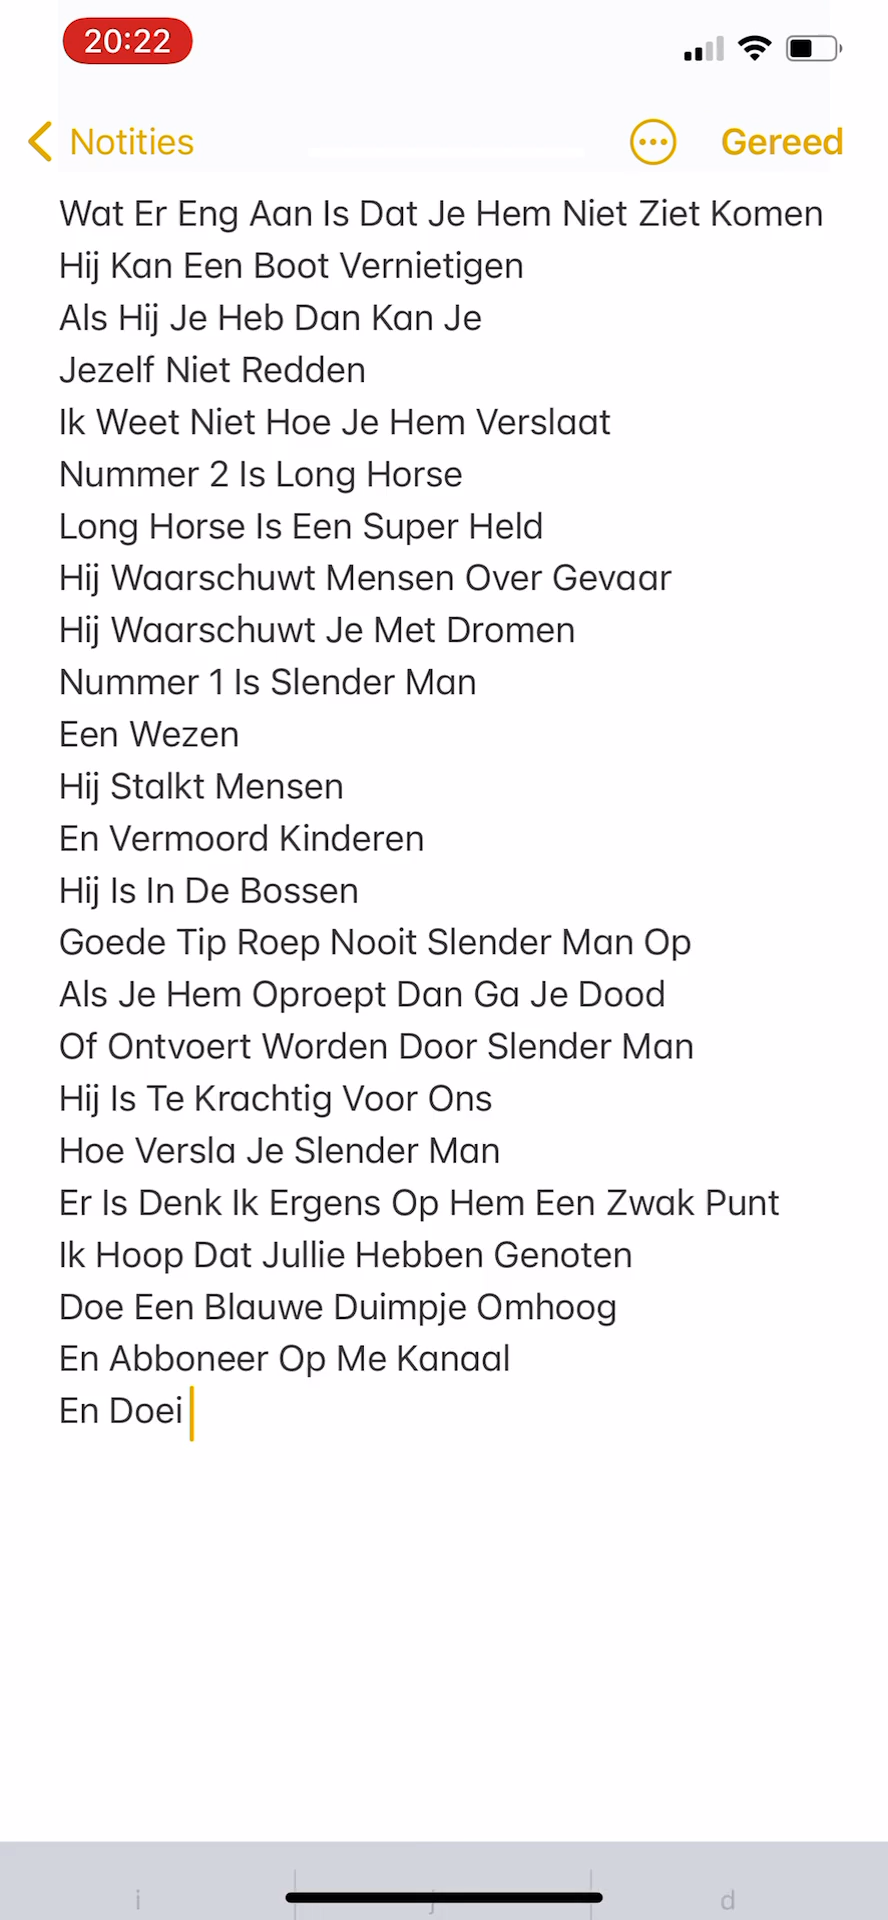 20:22
Notities
Gereed
Wat Er Eng Aan Is Dat Je Hem Niet Ziet Komen
Hij Kan Een Boot Vernietigen
Als Hij Je Heb Dan Kan Je
Jezelf Niet Redden
Ik Weet Niet Hoe Je Hem Verslaat
Nummer 2 Is Long Horse
Long Horse Is Een Super Held
Hij Waarschuwt Mensen Over Gevaar
Hij Waarschuwt Je Met Dromen
Nummer 1 Is Slender Man
Een Wezen
Hij Stalkt Mensen
En Vermoord Kinderen
Hij Is In De Bossen
Goede Tip Roep Nooit Slender Man Op
Als Je Hem Oproept Dan Ga Je Dood
Of Ontvoert Worden Door Slender Man
Hij Is Te Krachtig Voor Ons
Hoe Versla Je Slender Man
Er Is Denk Ik Ergens Op Hem Een Zwak Punt
Ik Hoop Dat Jullie Hebben Genoten
Doe Een Blauwe Duimpje Omhoog
En Abboneer Op Me Kanaal
En Doei
i j d